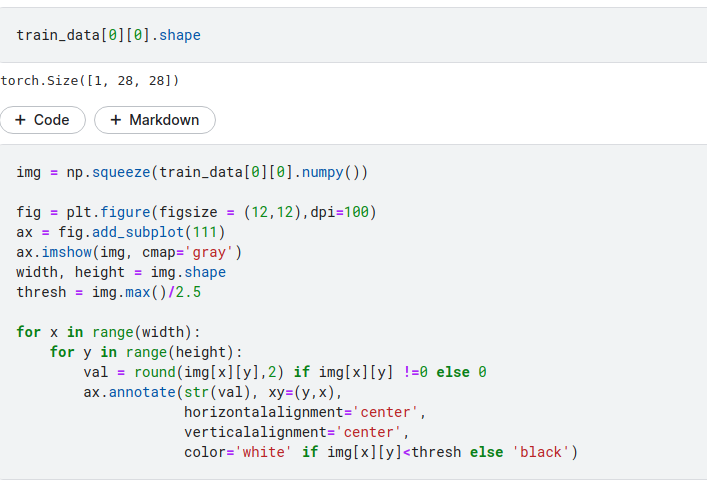 train_data[0][0].shape
torch.Size([1, 28, 28])
+ Code
+ Markdown
img = np.squeeze(train_data[0][0].numpy())

fig = plt.figure(figsize = (12,12),dpi=100)
ax = fig.add_subplot(111)
ax.imshow(img, cmap='gray')
width, height = img.shape
thresh = img.max()/2.5

for x in range(width):
    for y in range(height):
        val = round(img[x][y],2) if img[x][y] !=0 else 0
        ax.annotate(str(val), xy=(y,x),
                    horizontalalignment='center',
                    verticalalignment='center',
                    color='white' if img[x][y]<thresh else 'black')